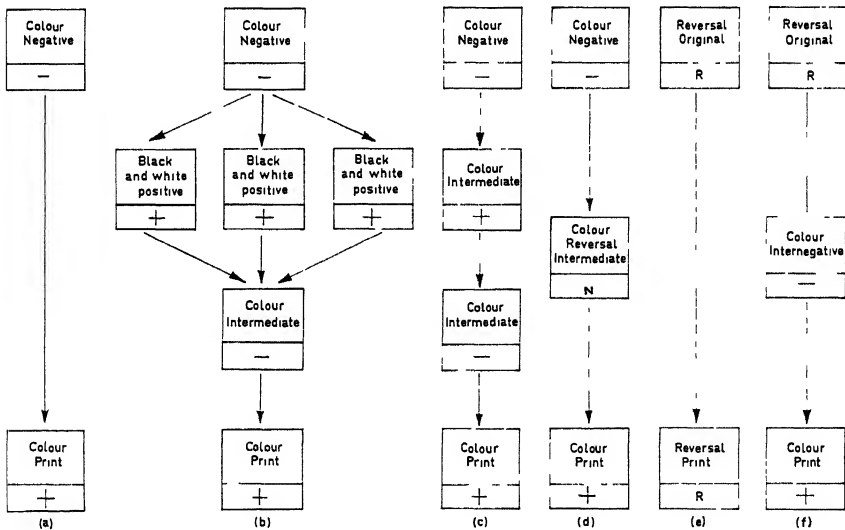 Colour
Negative
—
Colour
Print
+
(a)
Colour
Negative
—
Black
and white
positive
+
Black
and white
positive
+
Black
and white
positive
+
Colour
Intermediate
—
Colour
Print
+
(b)
Colour
Negative
—
Colour
Intermediate
+
Colour
Intermediate
—
Colour
Print
+
(c)
Colour
Negative
—
Colour
Reversal
Intermediate
N
Colour
Print
+
(d)
Reversal
Original
R
Reversal
Print
R
(e)
Reversal
Original
R
Colour
Internegative
—
Colour
Print
+
(f)